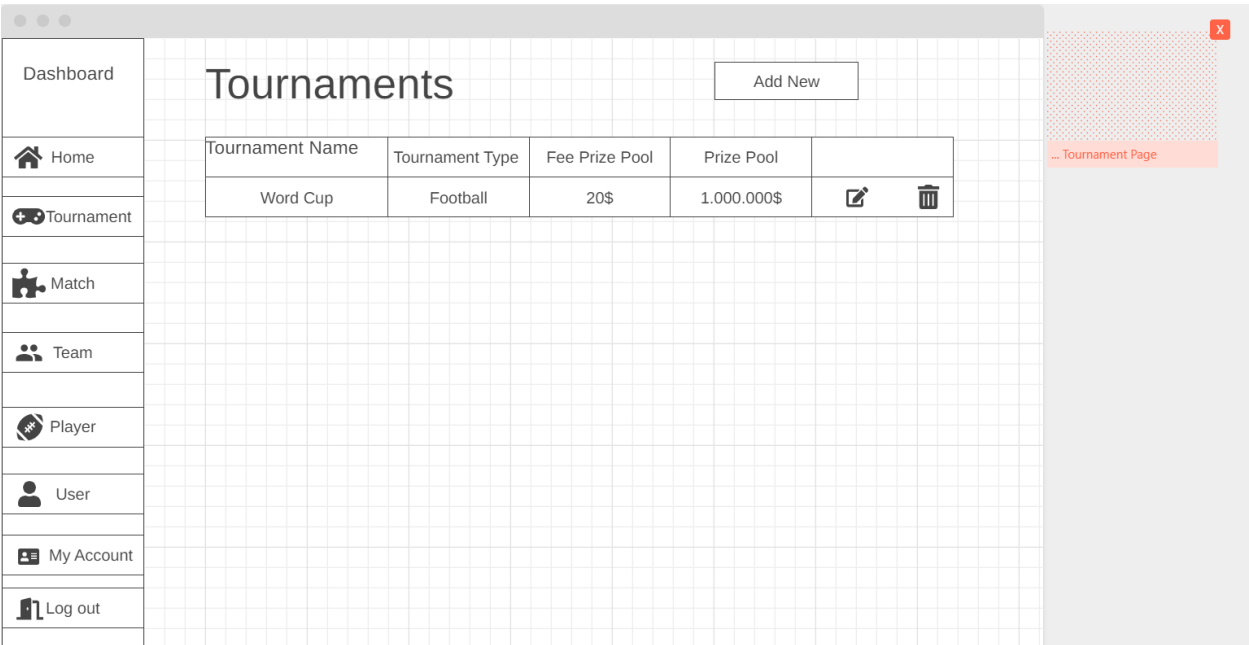 Dashboard
Home
Tournament
Match
Team
Player
User
My Account
Log out
Tournaments
Add New
Tournament Name Tournament Type Fee Prize Pool Prize Pool
Word Cup Football 20$ 1.000.000$
X
... Tournament Page